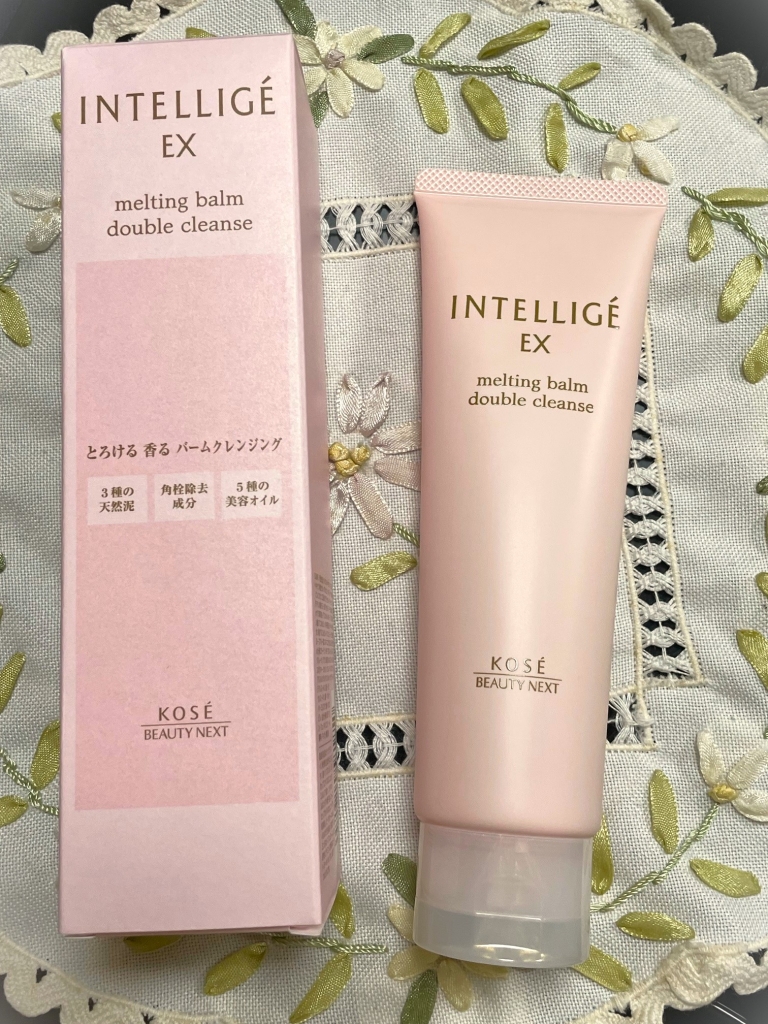 INTELLIGÉ
EX
melting balm
double cleanse
とろける 香る バームクレンジング
3種の
天然泥
角栓除去
成分
5種の
美容オイル
KOSÉ
BEAUTY NEXT
INTELLIGÉ
EX
melting balm
double cleanse
KOSÉ
BEAUTY NEXT